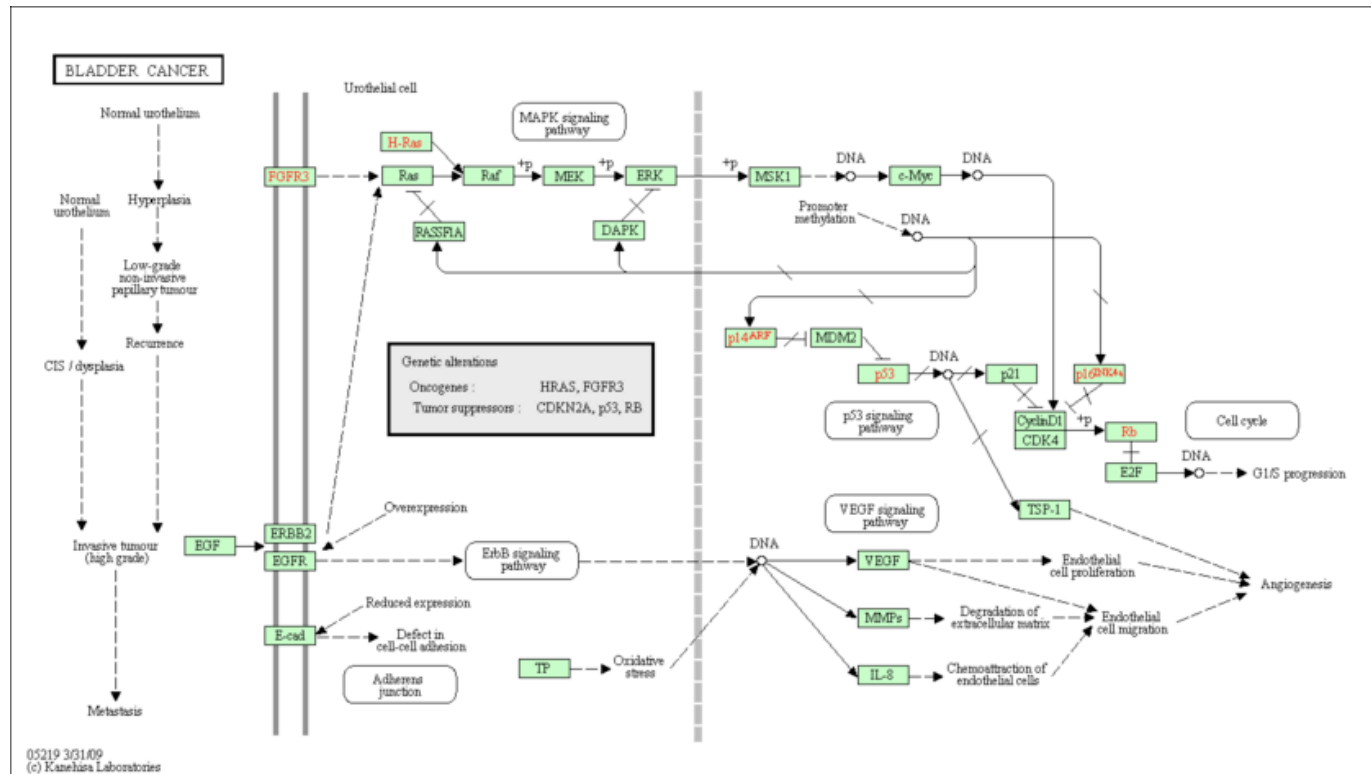 BLADDER CANCER
Normal urothelium
Normal
urothelium
Hyperplasia
Low-grade
non-invasive
papillary tumour
Recurrence
CIS / dysplasia
Invasive tumour
(high grade)
Metastasis
Urothelial cell
MAPK signaling
pathway
H-Ras
FGFR3
Ras
Raf
+p
MEK
+p
ERK
+p
MSK1
DNA
c-Myc
DNA
RASSF1A
DAPK
Promoter
methylation
DNA
p14ARF
MDM2
p53
DNA
p21
p16INK4a
p53 signaling
pathway
CyclinD1
CDK4
+p
Rb
Cell cycle
E2F
DNA
G1/S progression
Genetic alterations
Oncogenes : HRAS, FGFR3
Tumor suppressors : CDKN2A, p53, RB
TSP-1
VEGF signaling
pathway
Overexpression
EGF
ERBB2
EGFR
ErbB signaling
pathway
DNA
VEGF
Endothelial
cell proliferation
Angiogenesis
Reduced expression
E-cad
Defect in
cell-cell adhesion
MMPs
Degradation of
extracellular matrix
Endothelial
cell migration
TP
Oxidative
stress
IL-8
Chemoattraction of
endothelial cells
Adherens
junction
05219 3/31/09
(c) Kanehisa Laboratories